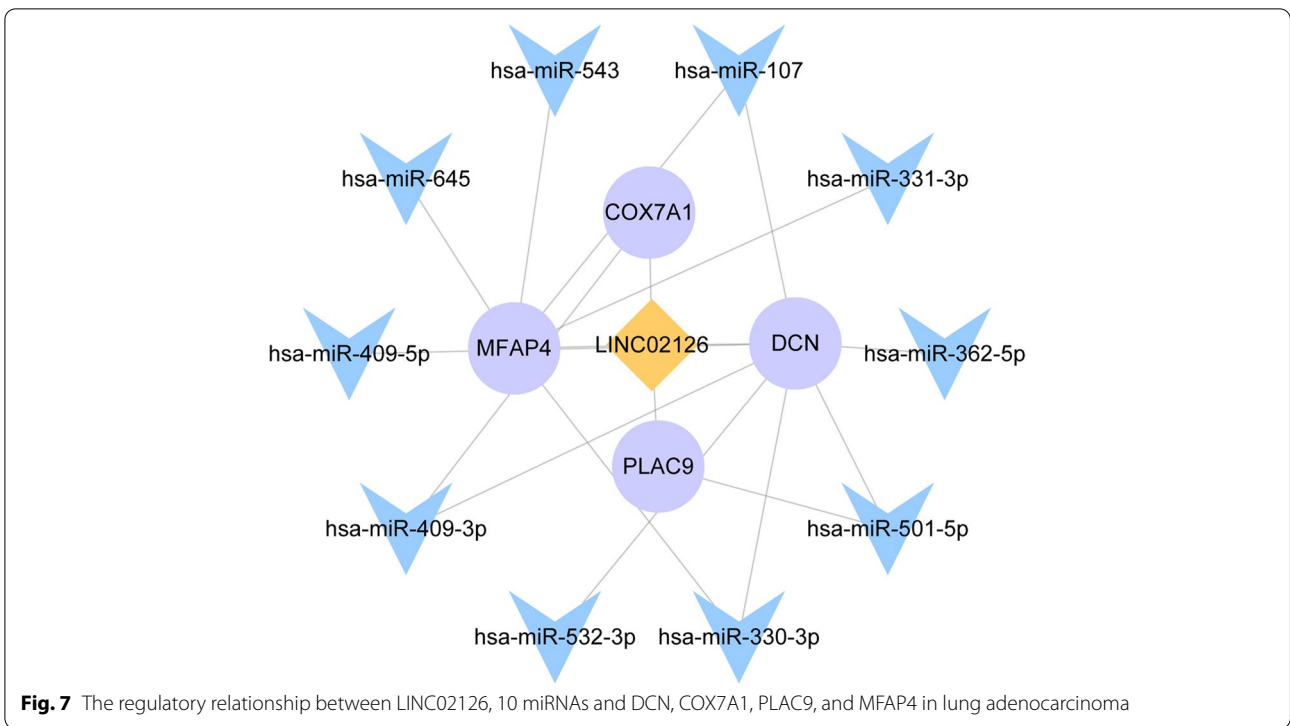 hsa-miR-543
hsa-miR-107
hsa-miR-645
hsa-miR-331-3p
COX7A1
hsa-miR-409-5p
MFAP4
LINC02126
DCN
hsa-miR-362-5p
PLAC9
hsa-miR-409-3p
hsa-miR-501-5p
hsa-miR-532-3p
hsa-miR-330-3p
Fig. 7 The regulatory relationship between LINC02126, 10 miRNAs and DCN, COX7A1, PLAC9, and MFAP4 in lung adenocarcinoma